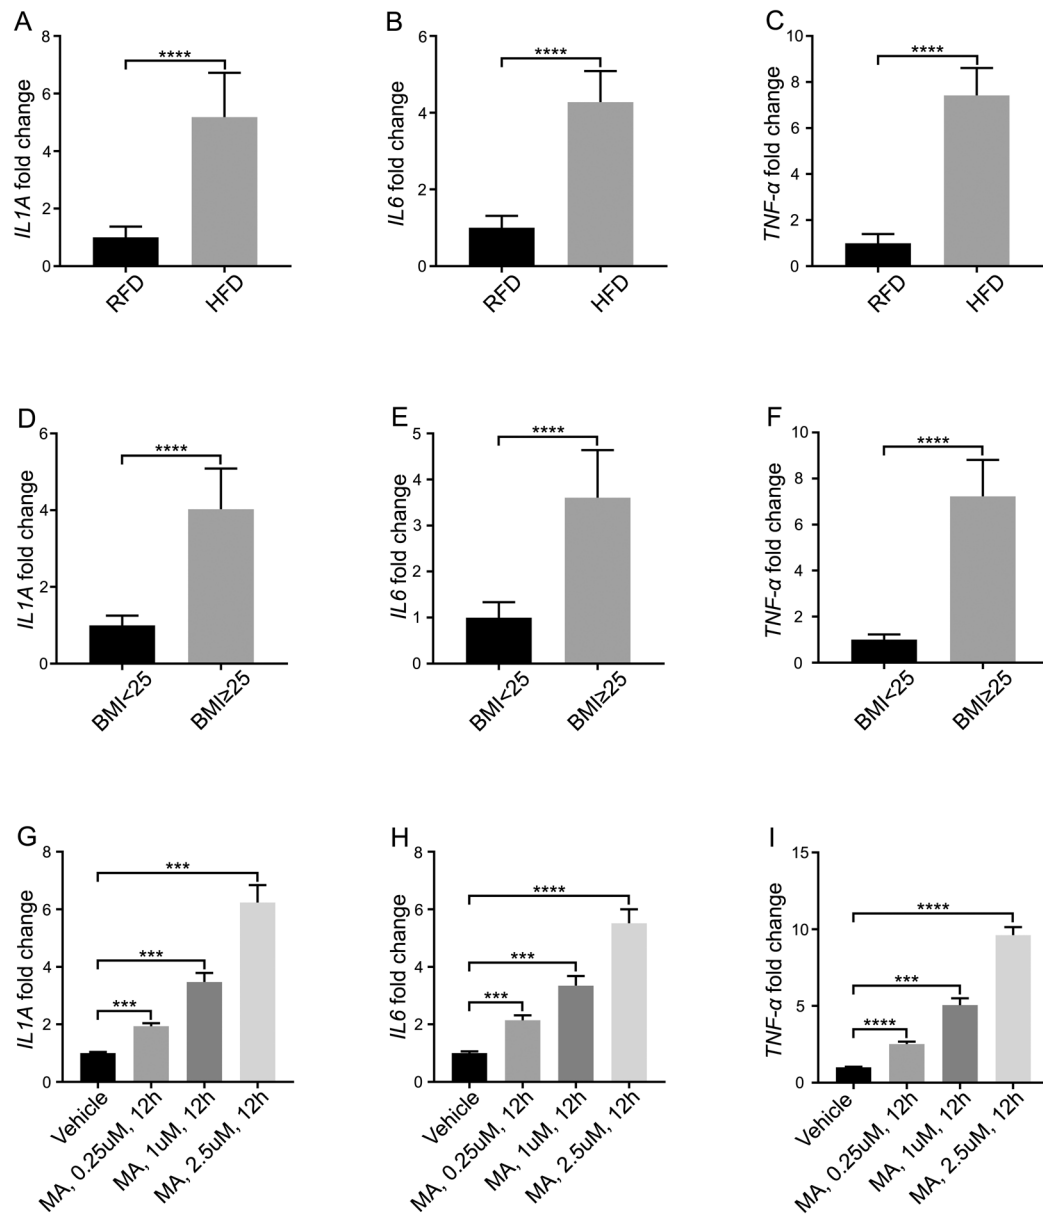 A
IL1A fold change
8
6
4
2
0
****
RFD
HFD
B
IL6 fold change
6
4
2
0
****
RFD
HFD
C
TNF-α fold change
10
8
6
4
2
0
****
RFD
HFD
D
IL1A fold change
6
4
2
0
****
BMI<25
BMI≥25
E
IL6 fold change
5
4
3
2
1
0
****
BMI<25
BMI≥25
F
TNF-α fold change
10
8
6
4
2
0
****
BMI<25
BMI≥25
G
IL1A fold change
8
6
4
2
0
***
***
***
Vehicle
MA, 0.25uM, 12h
MA, 1uM, 12h
MA, 2.5uM, 12h
H
IL6 fold change
8
6
4
2
0
****
***
***
Vehicle
MA, 0.25uM, 12h
MA, 1uM, 12h
MA, 2.5uM, 12h
I
TNF-α fold change
15
10
5
0
****
***
****
Vehicle
MA, 0.25uM, 12h
MA, 1uM, 12h
MA, 2.5uM, 12h